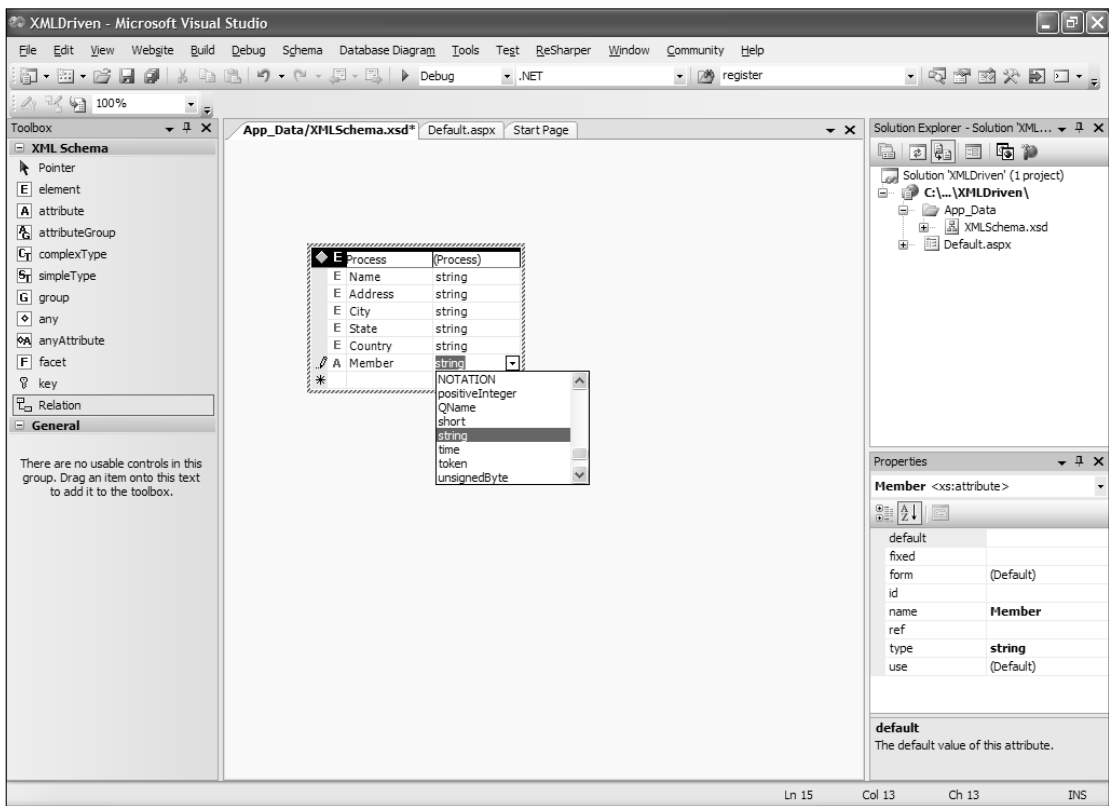 XMLDriven - Microsoft Visual Studio
File Edit View Website Build Debug Schema Database Diagram Tools Test ReSharper Window Community Help
Debug .NET register
100%
Toolbox
XML Schema
Pointer
E element
A attribute
attributeGroup
complexType
simpleType
G group
any
anyAttribute
F facet
key
Relation
General
There are no usable controls in this
group. Drag an item onto this text
to add it to the toolbox.
App_Data/XMLSchema.xsd* Default.aspx Start Page
E Process (Process)
E Name string
E Address string
E City string
E State string
E Country string
A Member string
NOTATION
positiveInteger
QName
short
string
time
token
unsignedByte
Solution Explorer - Solution 'XML...
Solution 'XMLDriven' (1 project)
C:\...\XMLDriven\
App_Data
XMLSchema.xsd
Default.aspx
Properties
Member <xs:attribute>
default
fixed
form (Default)
id
name Member
ref
type string
use (Default)
default
The default value of this attribute.
Ln 15 Col 13 Ch 13 INS